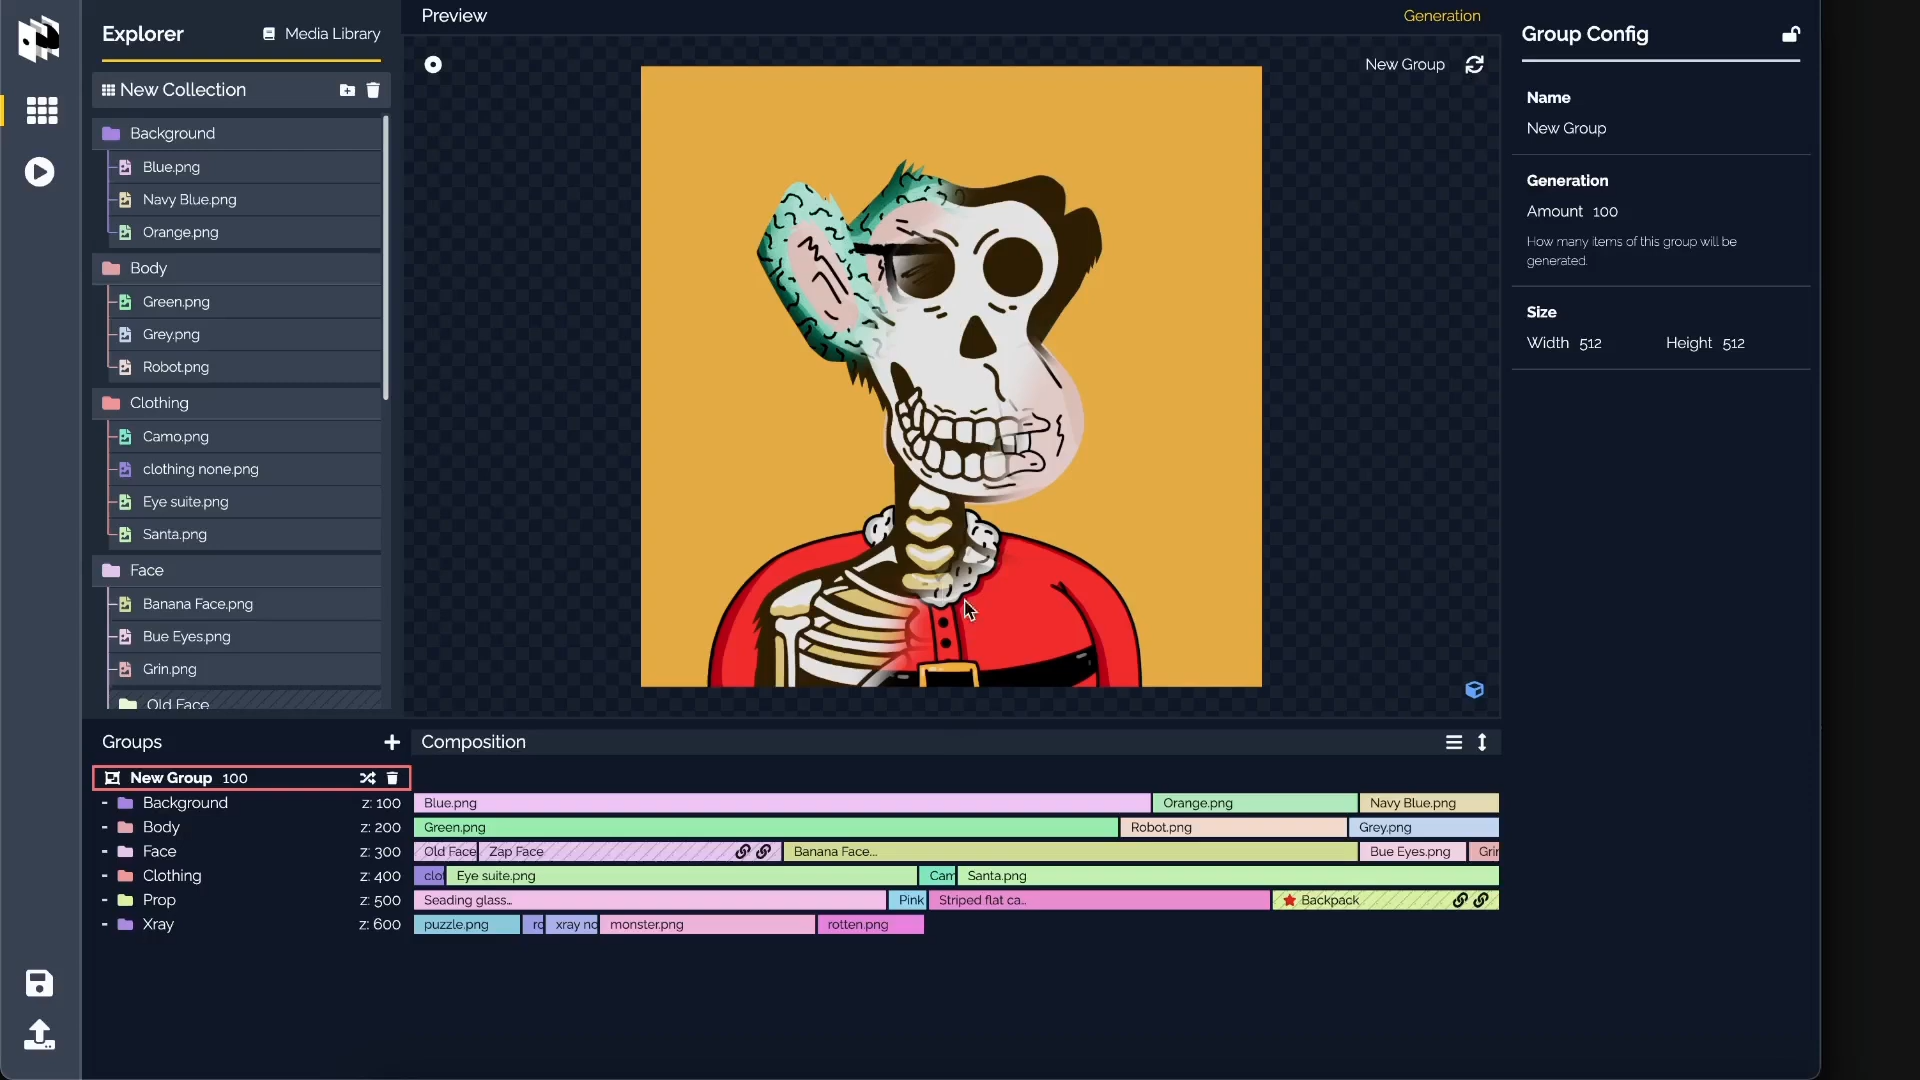 Explorer
Media Library
New Collection
Background
Blue.png
Navy Blue.png
Orange.png
Body
Green.png
Grey.png
Robot.png
Clothing
Camo.png
clothing none.png
Eye suite.png
Santa.png
Face
Banana Face.png
Bue Eyes.png
Grin.png
Old Face
Preview
Generation
New Group
Group Config
Name
New Group
Generation
Amount 100
How many items of this group will be
generated.
Size
Width 512 Height 512
Groups
Composition
New Group 100
Background z: 100 Blue.png Orange.png Navy Blue.png
Body z: 200 Green.png Robot.png Grey.png
Face z: 300 Old Face Zap Face Banana Face... Bue Eyes.png Grin
Clothing z: 400 clot Eye suite.png Cam Santa.png
Prop z: 500 Seading glass... Pink Striped flat ca... Backpack
Xray z: 600 puzzle.png ro xray no monster.png rotten.png